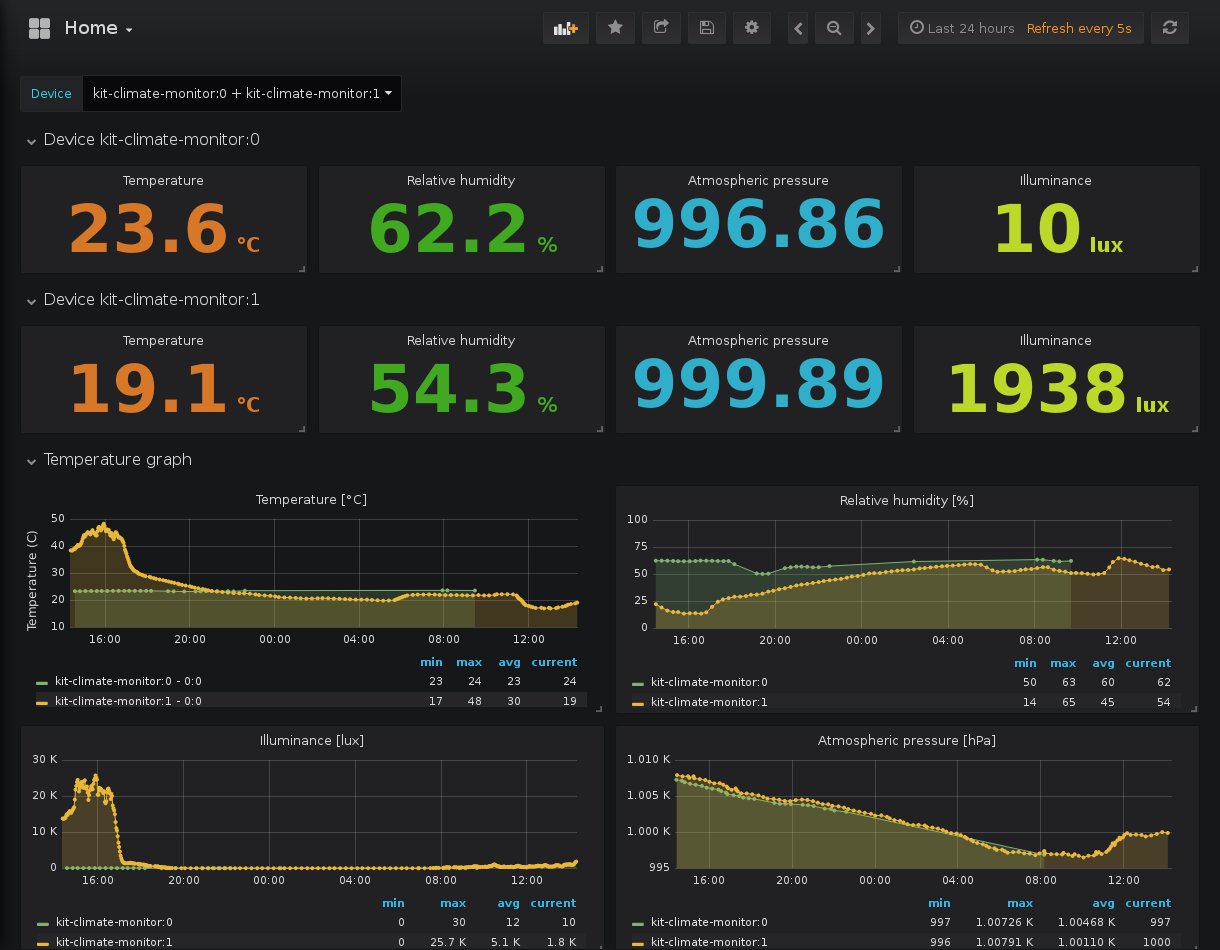 Home
Last 24 hours Refresh every 5s
Device kit-climate-monitor:0 + kit-climate-monitor:1
Device kit-climate-monitor:0
Temperature Relative humidity Atmospheric pressure Illuminance
23.6 °C 62.2 % 996.86 10 lux
Device kit-climate-monitor:1
Temperature Relative humidity Atmospheric pressure Illuminance
19.1 °C 54.3 % 999.89 1938 lux
Temperature graph
Temperature [°C]
Temperature (C)
50
40
30
20
10
16:00 20:00 00:00 04:00 08:00 12:00
min max avg current
kit-climate-monitor:0 - 0:0 23 24 23 24
kit-climate-monitor:1 - 0:0 17 48 30 19
Relative humidity [%]
100
75
50
25
0
16:00 20:00 00:00 04:00 08:00 12:00
min max avg current
kit-climate-monitor:0 50 63 60 62
kit-climate-monitor:1 14 65 45 54
Illuminance [lux]
30 K
20 K
10 K
0
16:00 20:00 00:00 04:00 08:00 12:00
min max avg current
kit-climate-monitor:0 0 30 12 10
kit-climate-monitor:1 0 25.7 K 5.1 K 1.8 K
Atmospheric pressure [hPa]
1.010 K
1.005 K
1.000 K
995
16:00 20:00 00:00 04:00 08:00 12:00
min max avg current
kit-climate-monitor:0 997 1.00726 K 1.00468 K 997
kit-climate-monitor:1 996 1.00791 K 1.00110 K 1000